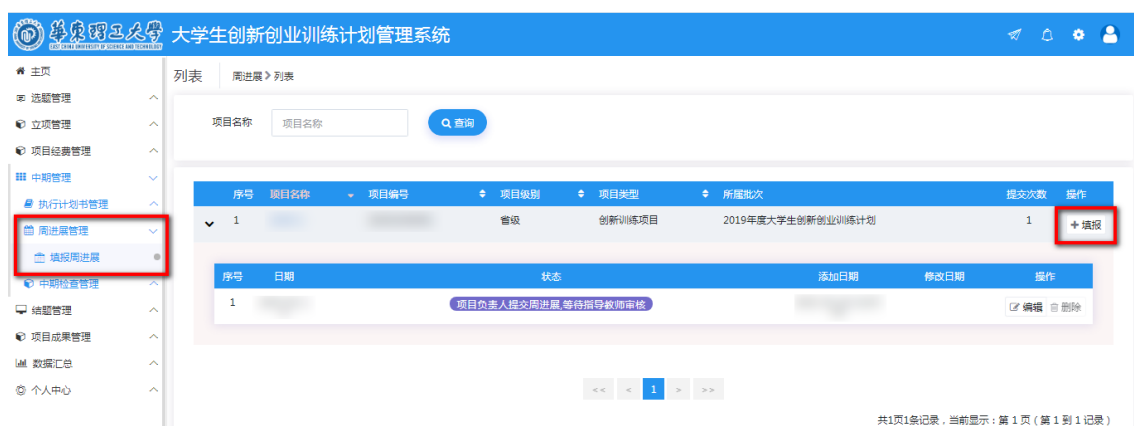 華東理工大學 大学生创新创业训练计划管理系统
EAST CHINA UNIVERSITY OF SCIENCE AND TECHNOLOGY
主页
选题管理
立项管理
项目经费管理
中期管理
执行计划书管理
周进展管理
填报周进展
中期检查管理
结题管理
项目成果管理
数据汇总
个人中心
列表 周进展 > 列表
项目名称 项目名称 查询
序号 项目名称 项目编号 项目级别 项目类型 所属批次 提交次数 操作
1 省级 创新训练项目 2019年度大学生创新创业训练计划 1 +填报
序号 日期 状态 添加日期 修改日期 操作
1 项目负责人提交周进展,等待指导教师审核 编辑 删除
<< < 1 > >>
共1页1条记录,当前显示:第 1 页 ( 第 1 到 1 记录 )